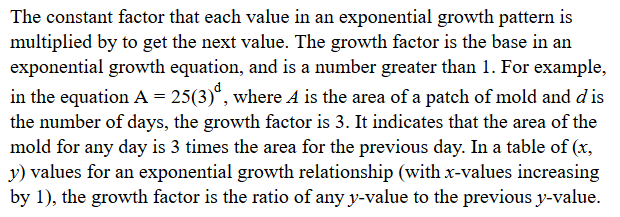 The constant factor that each value in an exponential growth pattern is
multiplied by to get the next value. The growth factor is the base in an
exponential growth equation, and is a number greater than 1. For example,
in the equation A = 25(3)^d, where A is the area of a patch of mold and d is
the number of days, the growth factor is 3. It indicates that the area of the
mold for any day is 3 times the area for the previous day. In a table of (x,
y) values for an exponential growth relationship (with x-values increasing
by 1), the growth factor is the ratio of any y-value to the previous y-value.